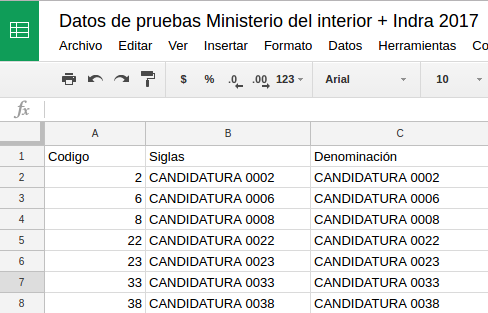 Datos de pruebas Ministerio del interior + Indra 2017
Archivo Editar Ver Insertar Formato Datos Herramientas Co
$ % .0 .00 123 Arial 10
fx
A B C
1 Codigo Siglas Denominación
2 2 CANDIDATURA 0002 CANDIDATURA 0002
3 6 CANDIDATURA 0006 CANDIDATURA 0006
4 8 CANDIDATURA 0008 CANDIDATURA 0008
5 22 CANDIDATURA 0022 CANDIDATURA 0022
6 23 CANDIDATURA 0023 CANDIDATURA 0023
7 33 CANDIDATURA 0033 CANDIDATURA 0033
8 38 CANDIDATURA 0038 CANDIDATURA 0038